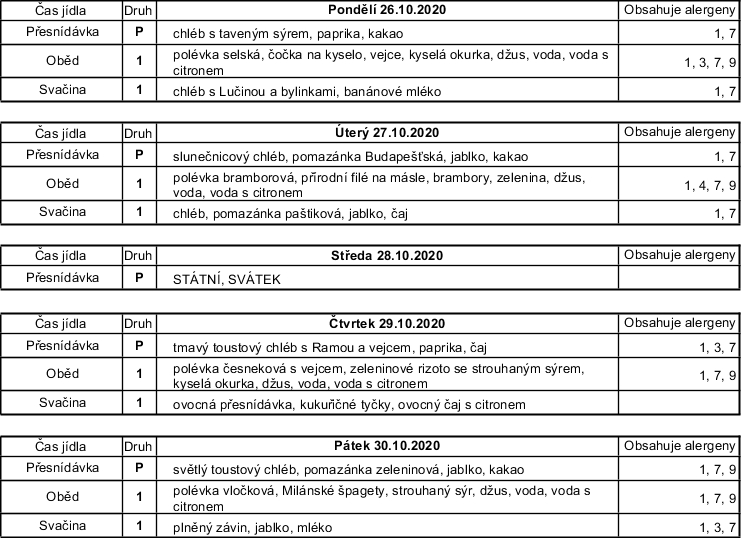 Čas jídla Druh Pondělí 26.10.2020 Obsahuje alergeny
Přesnídávka P chléb s taveným sýrem, paprika, kakao 1, 7
Oběd 1 polévka selská, čočka na kyselo, vejce, kyselá okurka, džus, voda, voda s
citronem 1, 3, 7, 9
Svačina 1 chléb s Lučinou a bylinkami, banánové mléko 1, 7
Čas jídla Druh Úterý 27.10.2020 Obsahuje alergeny
Přesnídávka P slunečnicový chléb, pomazánka Budapešťská, jablko, kakao 1, 7
Oběd 1 polévka bramborová, přírodní filé na másle, brambory, zelenina, džus,
voda, voda s citronem 1, 4, 7, 9
Svačina 1 chléb, pomazánka paštiková, jablko, čaj 1, 7
Čas jídla Druh Středa 28.10.2020 Obsahuje alergeny
Přesnídávka P STÁTNÍ, SVÁTEK
Čas jídla Druh Čtvrtek 29.10.2020 Obsahuje alergeny
Přesnídávka P tmavý toustový chléb s Ramou a vejcem, paprika, čaj 1, 3, 7
Oběd 1 polévka česneková s vejcem, zeleninové rizoto se strouhaným sýrem,
kyselá okurka, džus, voda, voda s citronem 1, 7, 9
Svačina 1 ovocná přesnídávka, kukuřičné tyčky, ovocný čaj s citronem
Čas jídla Druh Pátek 30.10.2020 Obsahuje alergeny
Přesnídávka P světlý toustový chléb, pomazánka zeleninová, jablko, kakao 1, 7, 9
Oběd 1 polévka vločková, Milánské špagety, strouhaný sýr, džus, voda, voda s
citronem 1, 7, 9
Svačina 1 plněný závin, jablko, mléko 1, 3, 7